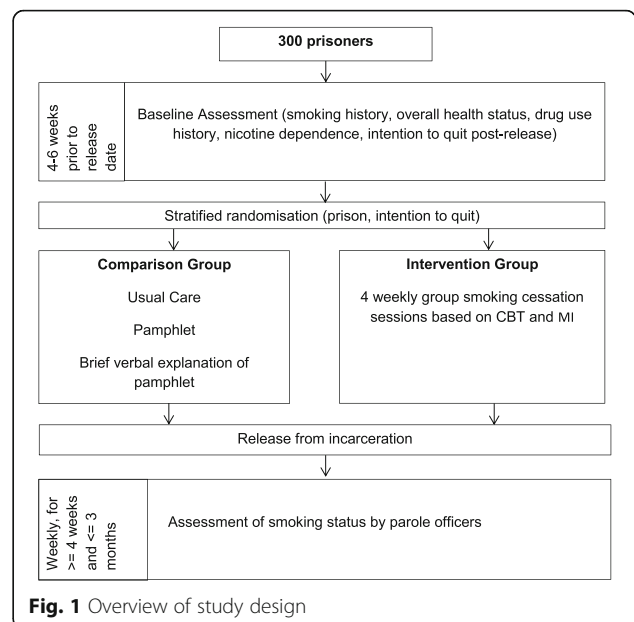 300 prisoners
4-6 weeks
prior to
release
date
Baseline Assessment (smoking history, overall health status, drug use
history, nicotine dependence, intention to quit post-release)
Stratified randomisation (prison, intention to quit)
Comparison Group
Usual Care
Pamphlet
Brief verbal explanation of
pamphlet
Intervention Group
4 weekly group smoking cessation
sessions based on CBT and MI
Release from incarceration
Weekly, for
>= 4 weeks
and <= 3
months
Assessment of smoking status by parole officers
Fig. 1 Overview of study design